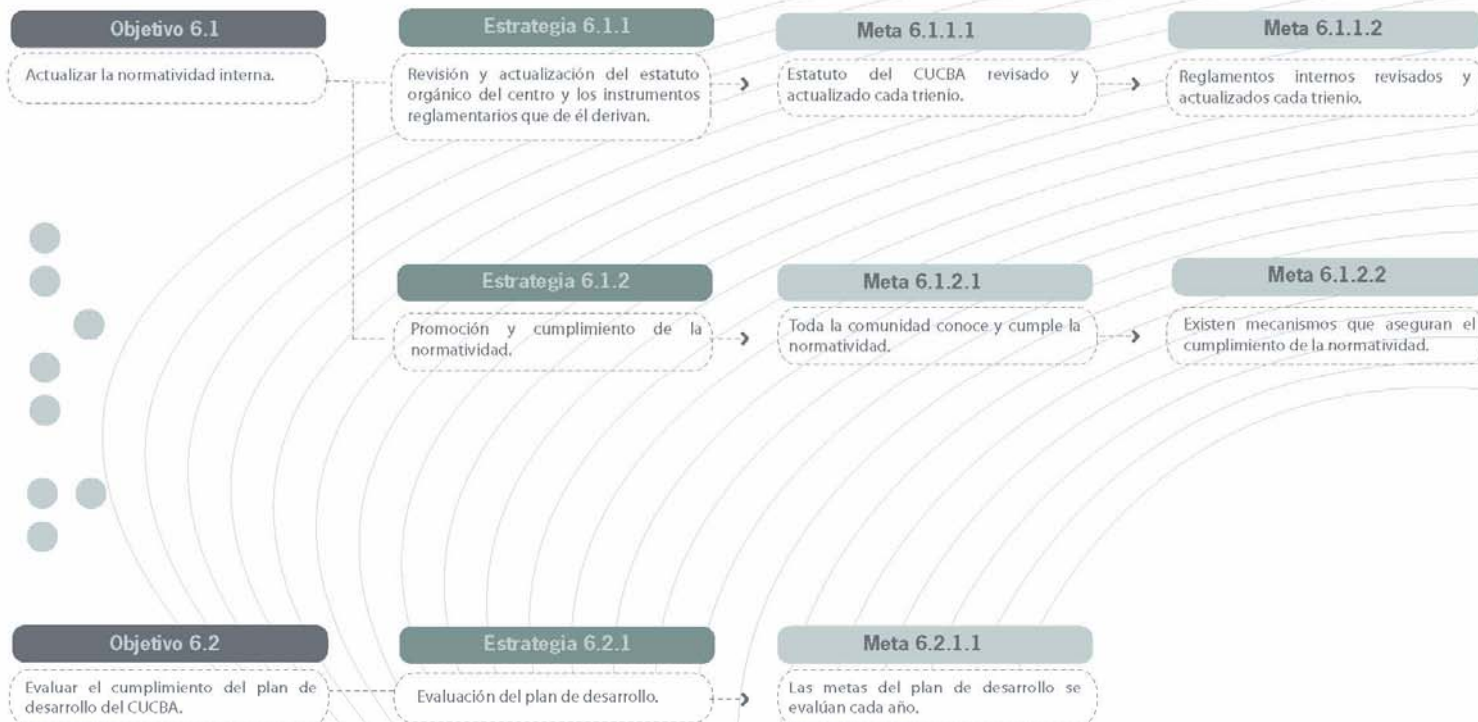 Objetivo 6.1
Actualizar la normatividad interna.
Estrategia 6.1.1
Revisión y actualización del estatuto
orgánico del centro y los instrumentos
reglamentarios que de él derivan.
Meta 6.1.1.1
Estatuto del CUCBA revisado y
actualizado cada trienio.
Meta 6.1.1.2
Reglamentos internos revisados y
actualizados cada trienio.
Estrategia 6.1.2
Promoción y cumplimiento de la
normatividad.
Meta 6.1.2.1
Toda la comunidad conoce y cumple la
normatividad.
Meta 6.1.2.2
Existen mecanismos que aseguran el
cumplimiento de la normatividad.
Objetivo 6.2
Evaluar el cumplimiento del plan de
desarrollo del CUCBA.
Estrategia 6.2.1
Evaluación del plan de desarrollo.
Meta 6.2.1.1
Las metas del plan de desarrollo se
evalúan cada año.